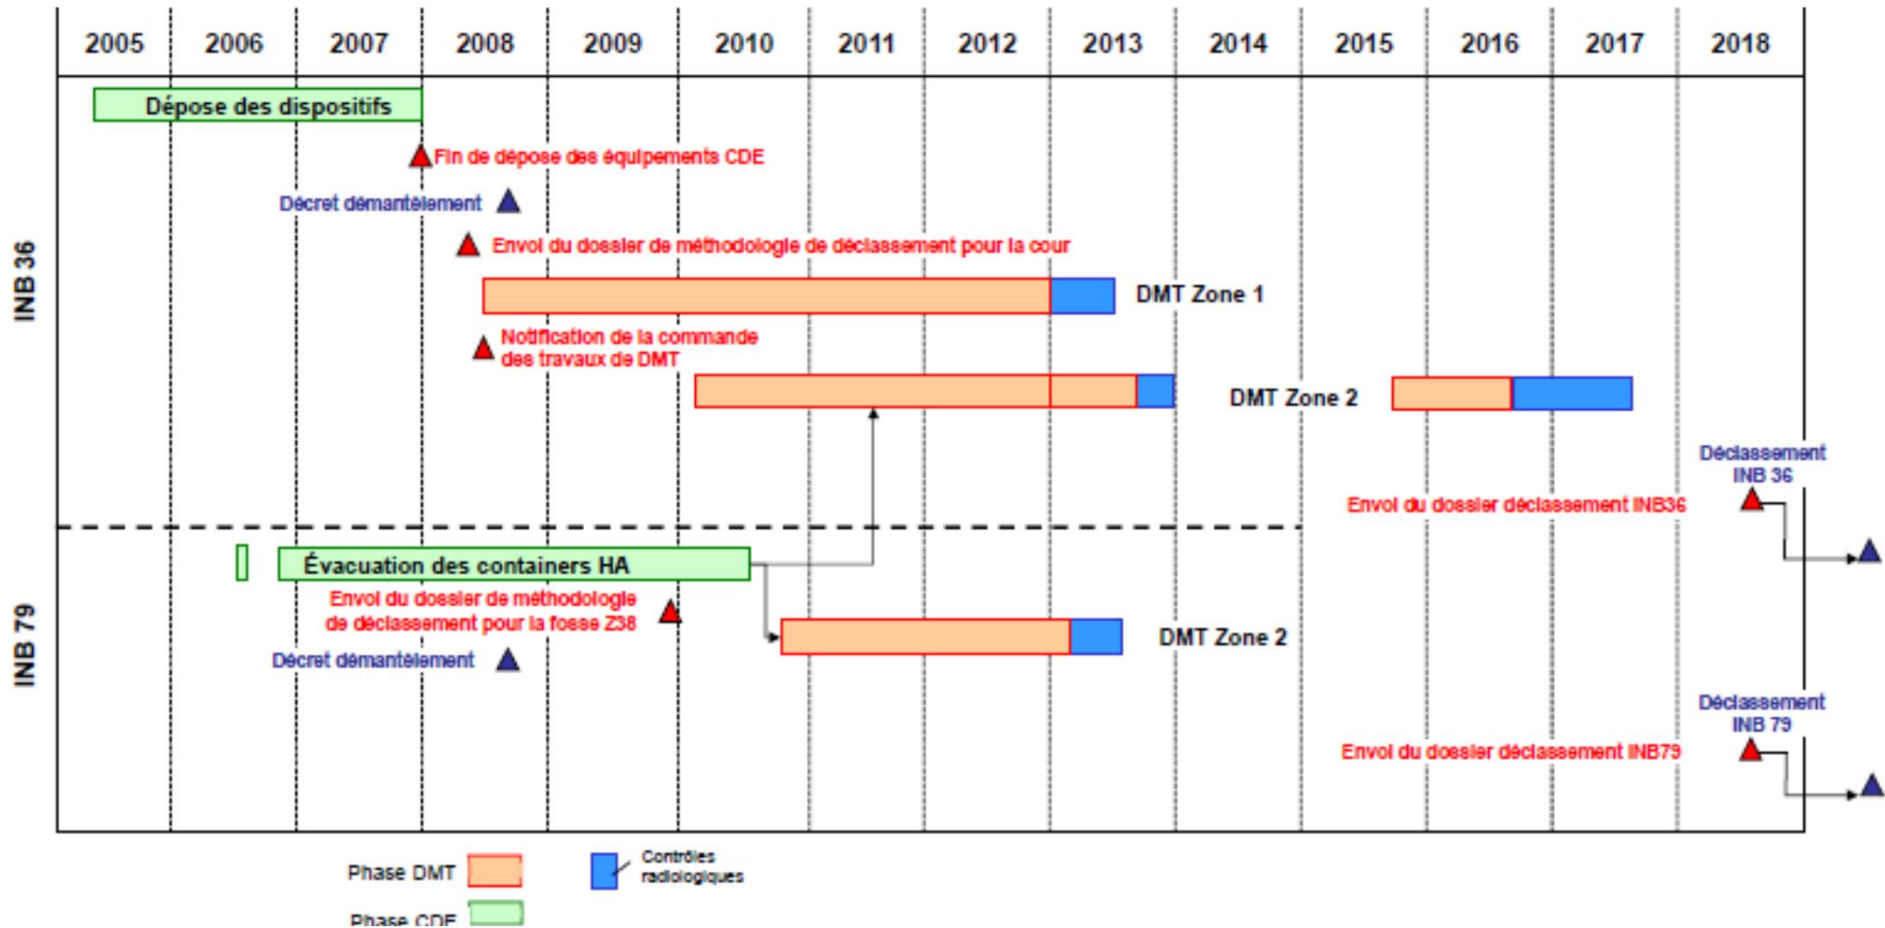 2005 2006 2007 2008 2009 2010 2011 2012 2013 2014 2015 2016 2017 2018
INB 36
Dépose des dispositifs
Fin de dépose des équipements CDE
Décret démantèlement
Envoi du dossier de méthodologie de déclassement pour la cour
DMT Zone 1
Notification de la commande
des travaux de DMT
DMT Zone 2
Déclassement
INB 36
Envoi du dossier déclassement INB36
INB 79
Évacuation des containers HA
Envoi du dossier de méthodologie
de déclassement pour la fosse Z38
DMT Zone 2
Décret démantèlement
Déclassement
INB 79
Envoi du dossier déclassement INB79
Phase DMT
Contrôles
radiologiques
Phase CDE